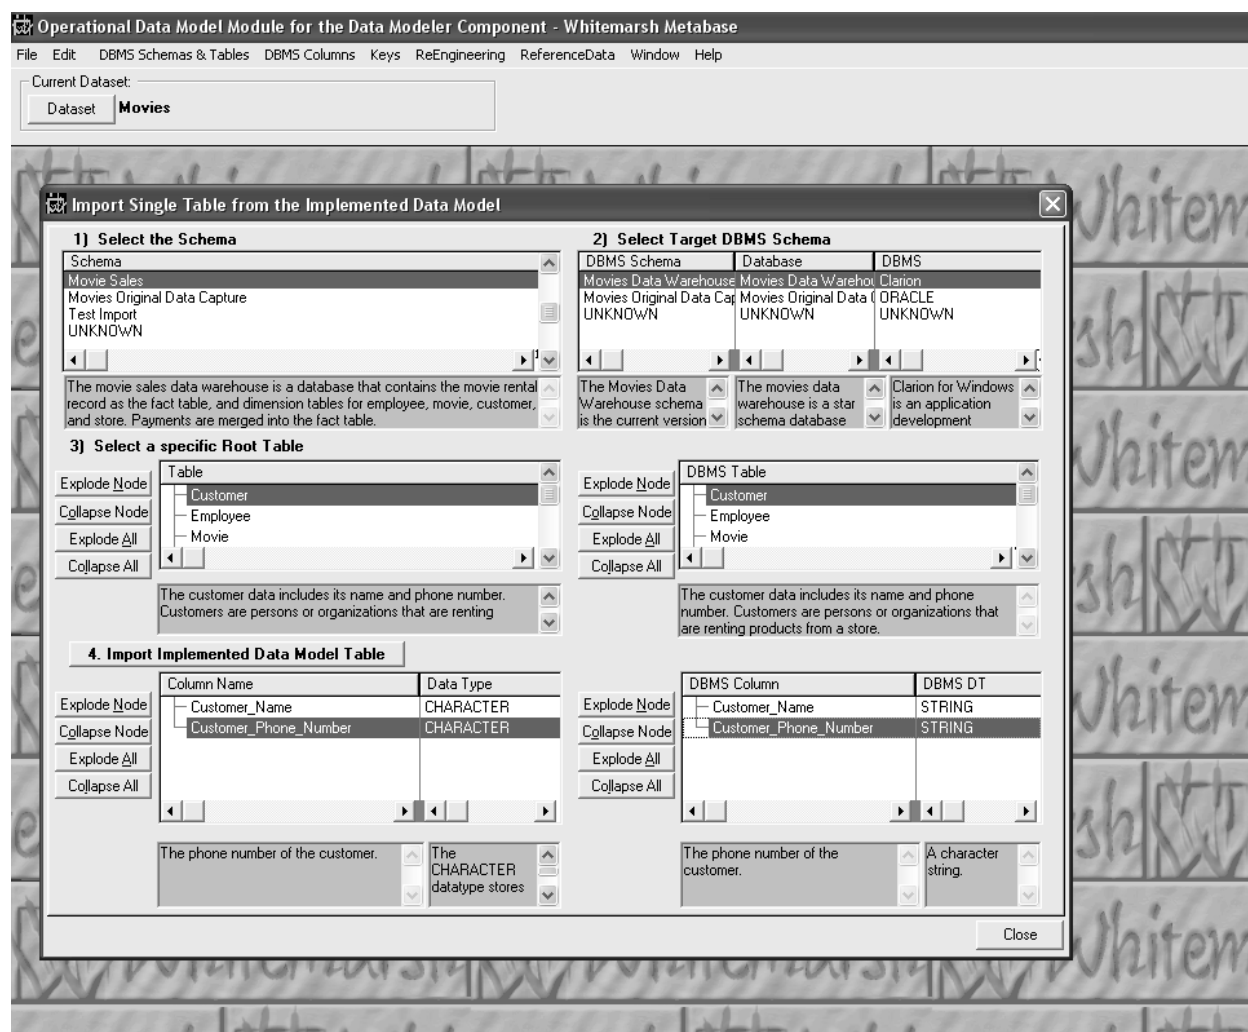 Operational Data Model Module for the Data Modeler Component - Whitemarsh Metabase
File Edit DBMS Schemas & Tables DBMS Columns Keys ReEngineering ReferenceData Window Help
Current Dataset:
Dataset Movies
Import Single Table from the Implemented Data Model
1) Select the Schema
Schema
Movie Sales
Movies Original Data Capture
Test Import
UNKNOWN
The movie sales data warehouse is a database that contains the movie rental
record as the fact table, and dimension tables for employee, movie, customer,
and store. Payments are merged into the fact table.
2) Select Target DBMS Schema
DBMS Schema Database DBMS
Movies Data Warehouse Movies Data Warehou Clarion
Movies Original Data Cap Movies Original Data ORACLE
UNKNOWN UNKNOWN UNKNOWN
The Movies Data
Warehouse schema
is the current version
The movies data
warehouse is a star
schema database
Clarion for Windows
is an application
development
3) Select a specific Root Table
Explode Node
Collapse Node
Explode All
Collapse All
Table
Customer
Employee
Movie
The customer data includes its name and phone number.
Customers are persons or organizations that are renting
Explode Node
Collapse Node
Explode All
Collapse All
DBMS Table
Customer
Employee
Movie
The customer data includes its name and phone
number. Customers are persons or organizations that
are renting products from a store.
4. Import Implemented Data Model Table
Explode Node
Collapse Node
Explode All
Collapse All
Column Name Data Type
Customer_Name CHARACTER
Customer_Phone_Number CHARACTER
The phone number of the customer.
The
CHARACTER
datatype stores
Explode Node
Collapse Node
Explode All
Collapse All
DBMS Column DBMS DT
Customer_Name STRING
Customer_Phone_Number STRING
The phone number of the
customer.
A character
string.
Close
Whitemarsh